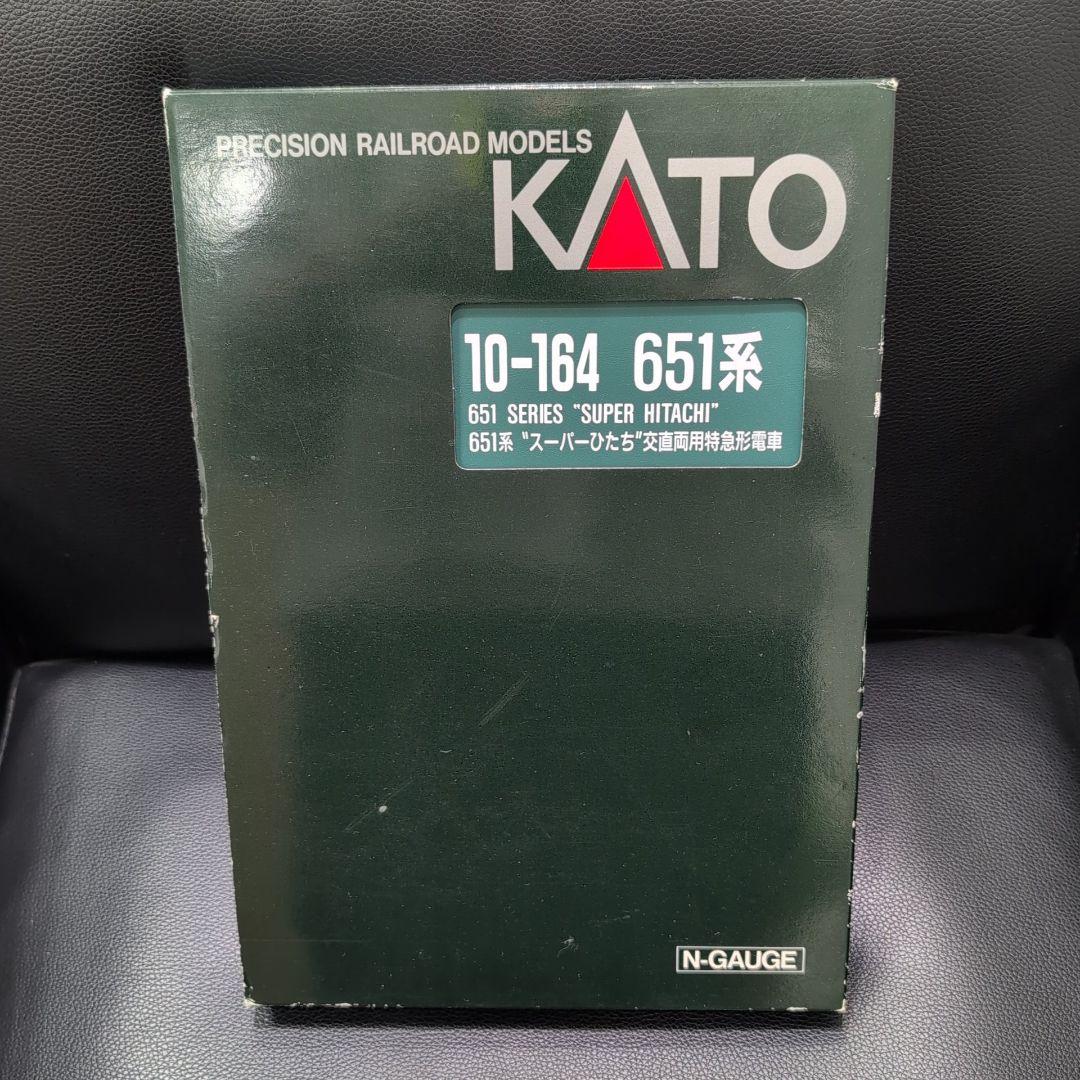 PRECISION RAILROAD MODELS
KATO
10-164 651系
651 SERIES "SUPER HITACHI"
651系 "スーパーひたち"交直両用特急形電車
N-GAUGE